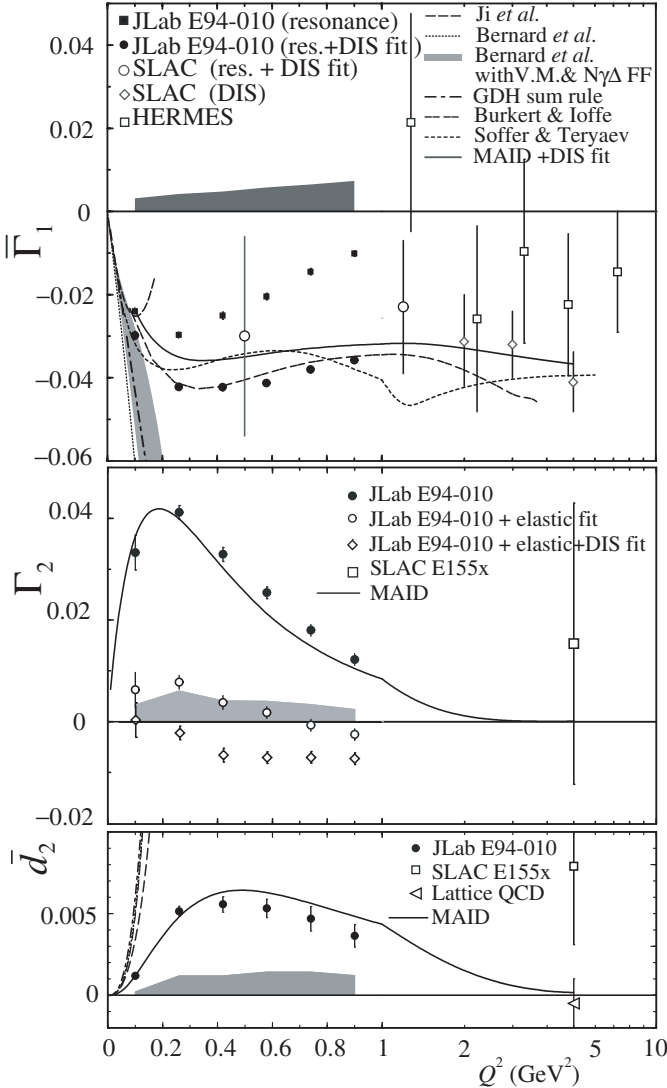 0.04
0.02
0
−0.02
−0.04
−0.06
Γ̿₁
JLab E94-010 (resonance)
JLab E94-010 (res.+DIS fit )
SLAC (res. + DIS fit)
SLAC (DIS)
HERMES
Ji et al.
Bernard et al.
Bernard et al.
withV.M.& NγΔ FF
GDH sum rule
Burkert & Ioffe
Soffer & Teryaev
MAID +DIS fit
0.04
0.02
0
−0.02
Γ₂
JLab E94-010
JLab E94-010 + elastic fit
JLab E94-010 + elastic+DIS fit
SLAC E155x
MAID
0.005
0
d̄₂
JLab E94-010
SLAC E155x
Lattice QCD
MAID
0 0.2 0.4 0.6 0.8 1 2 5 10
Q² (GeV²)